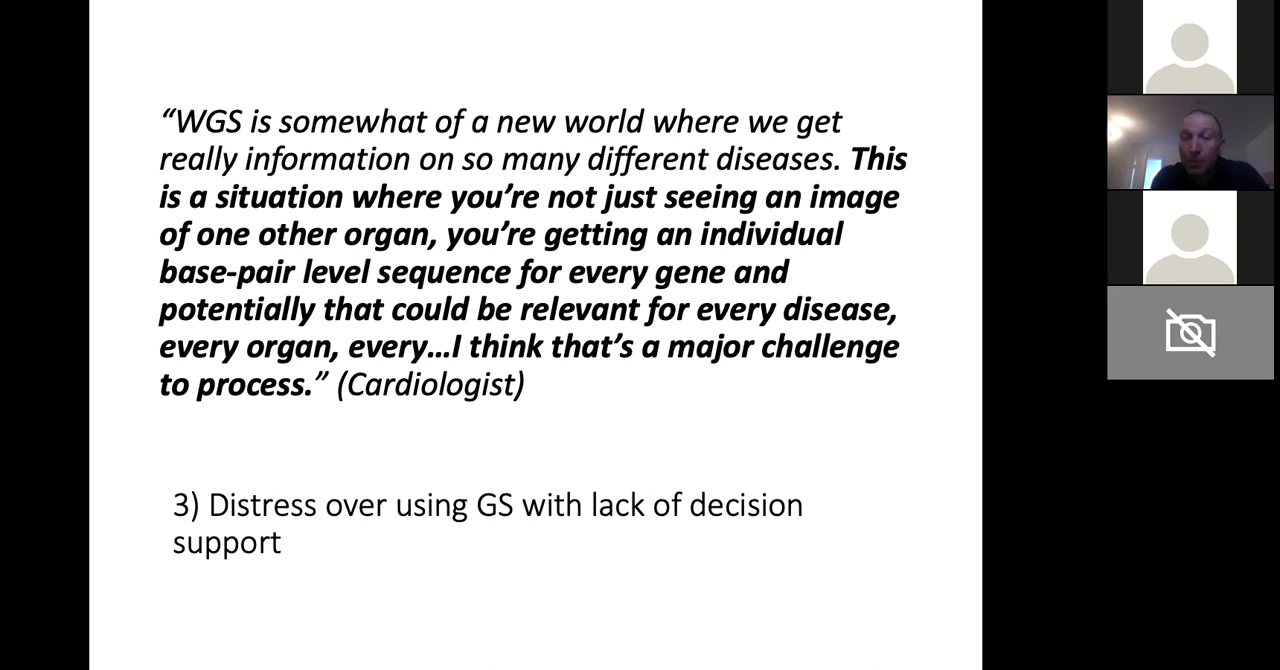 “WGS is somewhat of a new world where we get
really information on so many different diseases. This
is a situation where you’re not just seeing an image
of one other organ, you’re getting an individual
base-pair level sequence for every gene and
potentially that could be relevant for every disease,
every organ, every…I think that’s a major challenge
to process.” (Cardiologist)
3) Distress over using GS with lack of decision
support